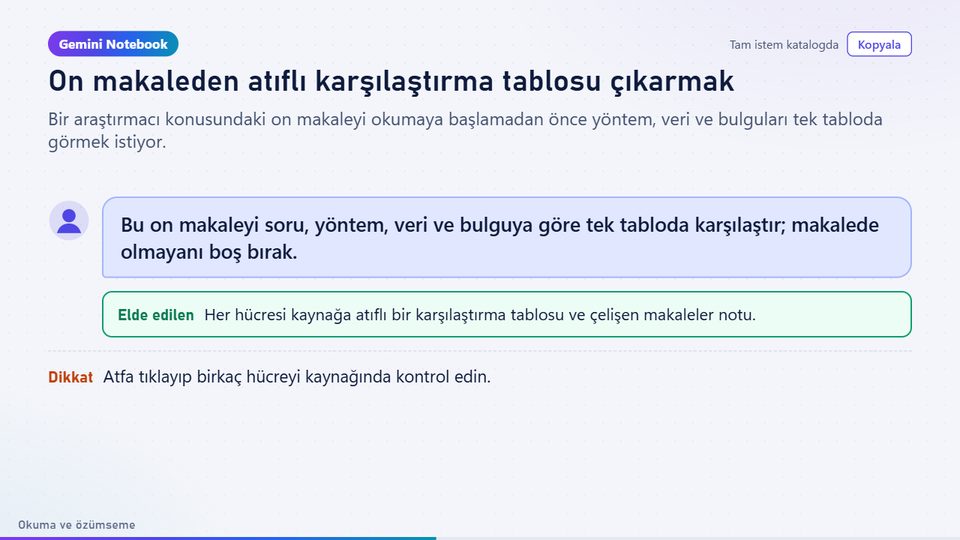 Gemini Notebook
Tam istem katalogda
Kopyala
On makaleden atıflı karşılaştırma tablosu çıkarmak
Bir araştırmacı konusundaki on makaleyi okumaya başlamadan önce yöntem, veri ve bulguları tek tabloda
görmek istiyor.
Bu on makaleyi soru, yöntem, veri ve bulguya göre tek tabloda karşılaştır; makalede
olmayanı boş bırak.
Elde edilen Her hücresi kaynağa atıflı bir karşılaştırma tablosu ve çelişen makaleler notu.
Dikkat Atfa tıklayıp birkaç hücreyi kaynağında kontrol edin.
Okuma ve özümseme